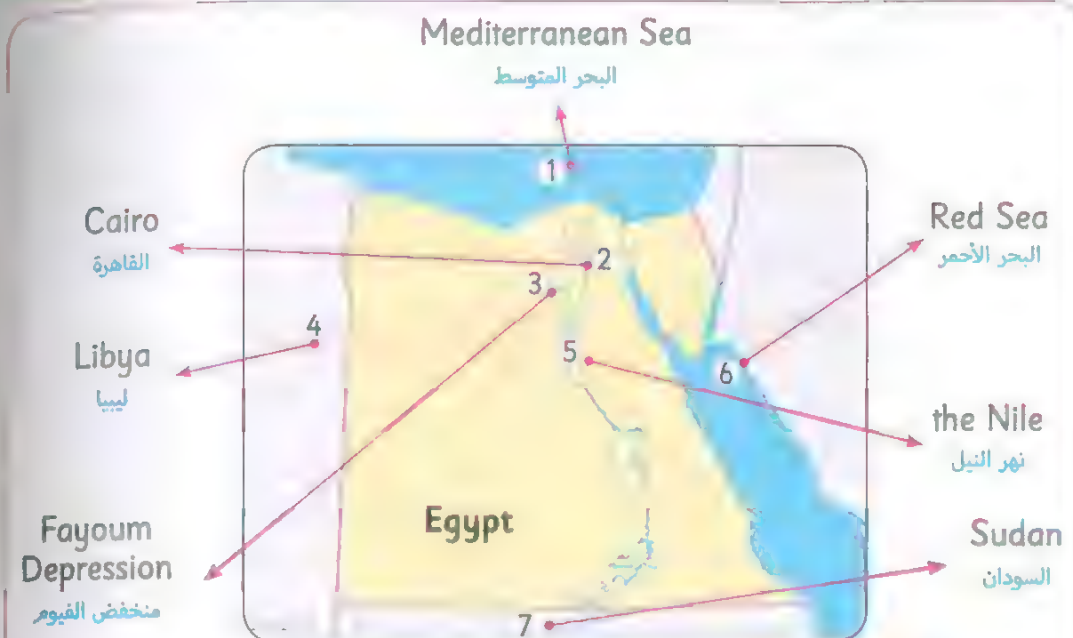 Mediterranean Sea
البحر المتوسط
1
Cairo
القاهرة
2
Red Sea
البحر الأحمر
3
4
Libya
ليبيا
5
6
the Nile
نهر النيل
Fayoum
Depression
منخفض الفيوم
Egypt
Sudan
السودان
7